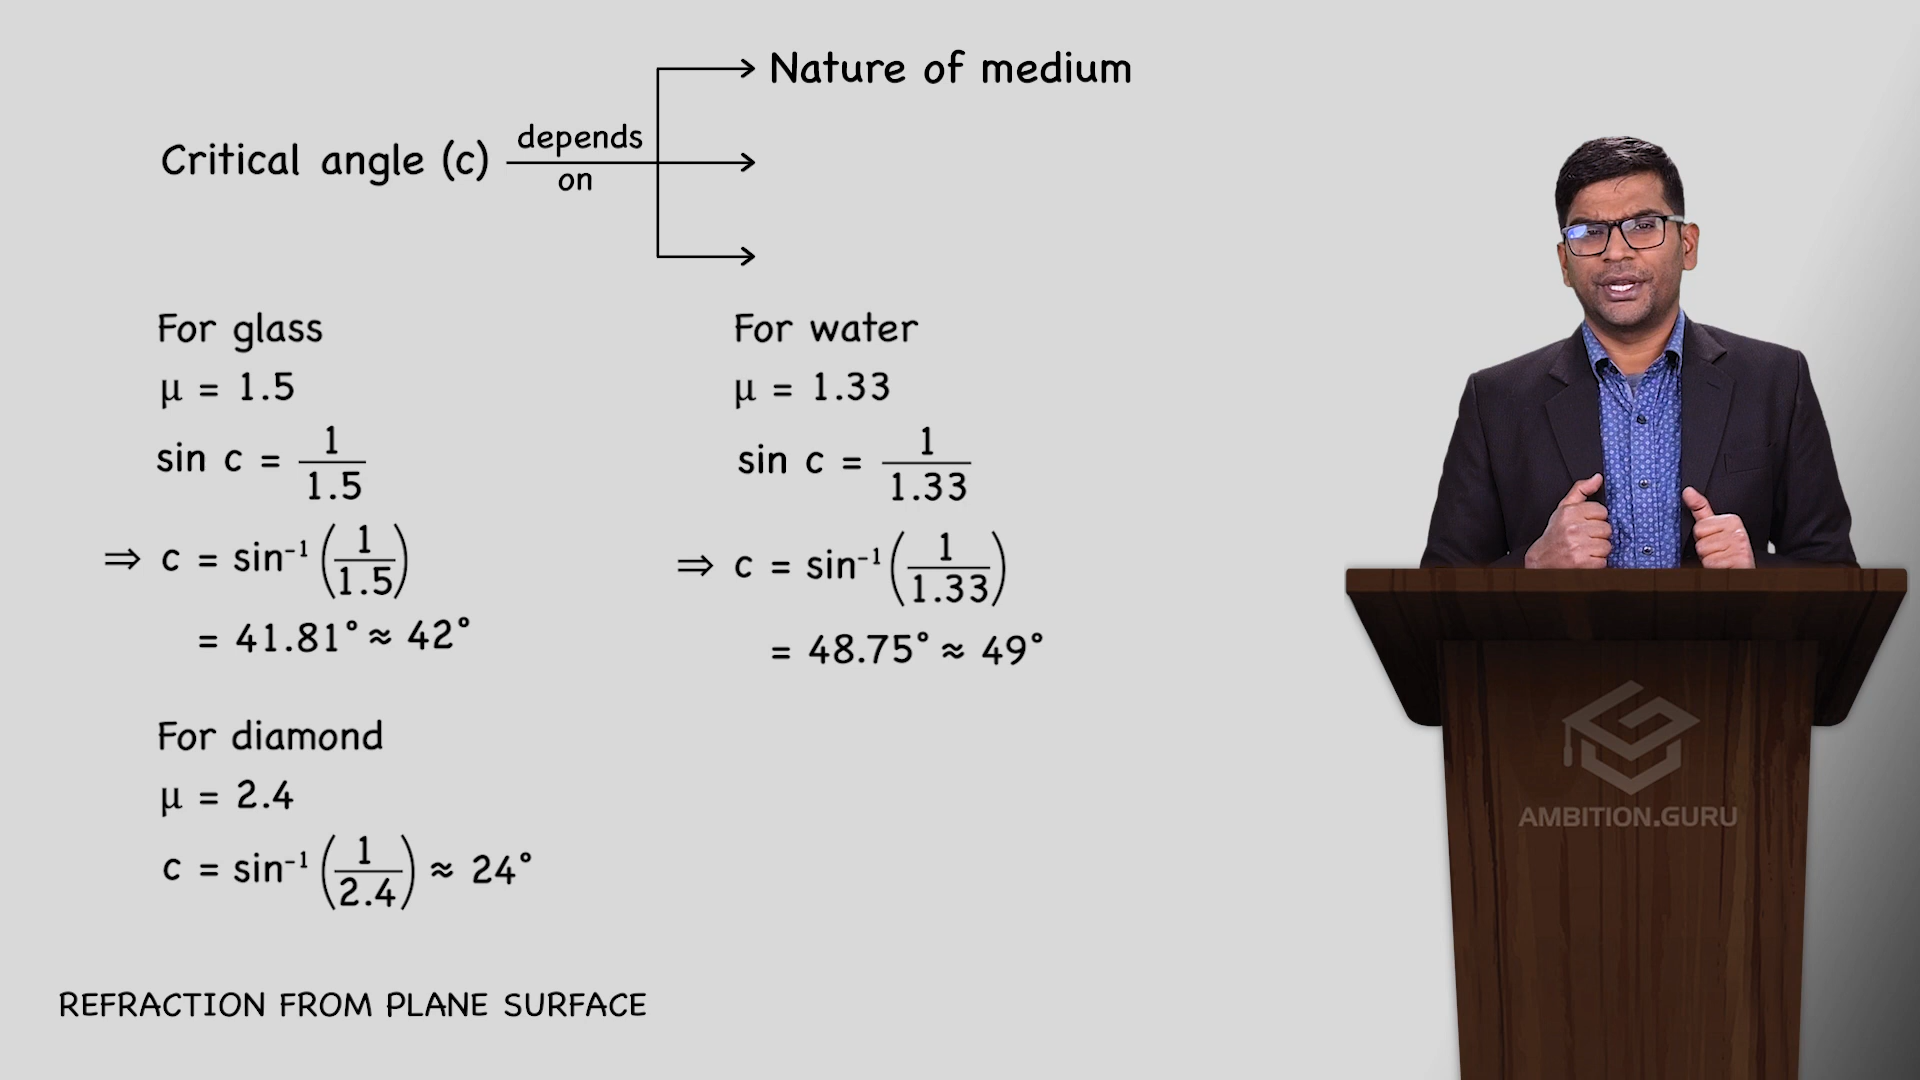 Nature of medium
Critical angle (c) depends on
For glass
μ = 1.5
sin c = 1/1.5
⇒ c = sin⁻¹ (1/1.5)
= 41.81° ≈ 42°
For water
μ = 1.33
sin c = 1/1.33
⇒ c = sin⁻¹ (1/1.33)
= 48.75° ≈ 49°
For diamond
μ = 2.4
c = sin⁻¹ (1/2.4) ≈ 24°
REFRACTION FROM PLANE SURFACE
AMBITION.GURU